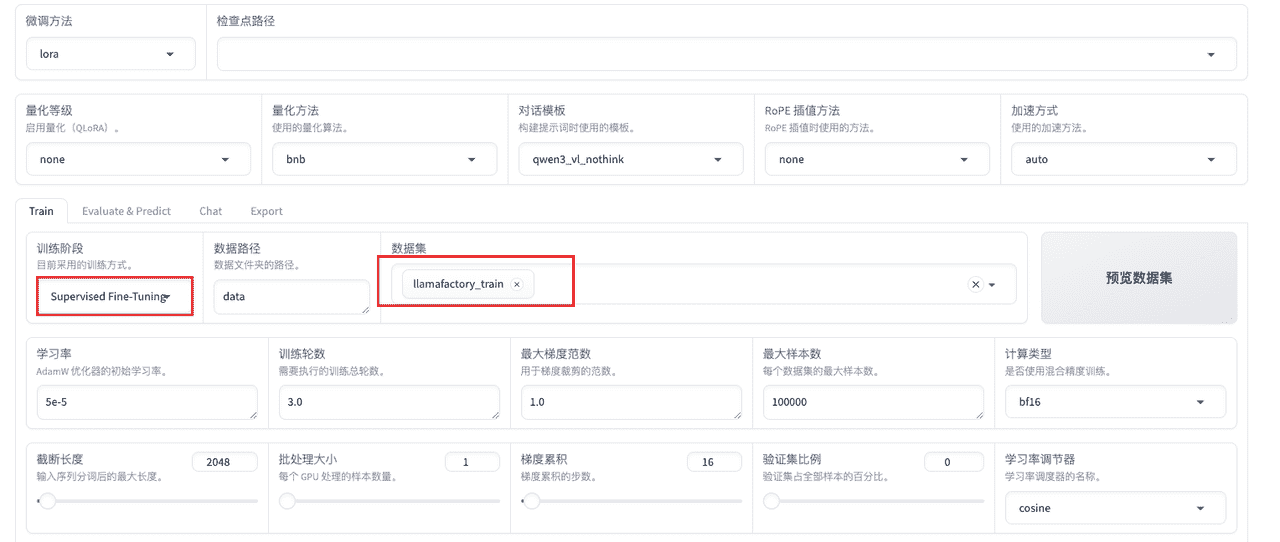 微调方法
检查点路径
lora
量化等级
启用量化（QLoRA）。
none
量化方法
使用的量化算法。
bnb
对话模板
构建提示词时使用的模板。
qwen3_vl_nothink
RoPE 插值方法
RoPE 插值时使用的方法。
none
加速方式
使用的加速方法。
auto
Train Evaluate & Predict Chat Export
训练阶段
目前采用的训练方式。
Supervised Fine-Tuning
数据路径
数据文件夹的路径。
data
数据集
llamafactory_train
预览数据集
学习率
AdamW 优化器的初始学习率。
5e-5
训练轮数
需要执行的训练总轮数。
3.0
最大梯度范数
用于梯度裁剪的范数。
1.0
最大样本数
每个数据集的最大样本数。
100000
计算类型
是否使用混合精度训练。
bf16
截断长度 2048
输入序列分词后的最大长度。
批处理大小 1
每个 GPU 处理的样本数量。
梯度累积 16
梯度累积的步数。
验证集比例 0
验证集占全部样本的百分比。
学习率调节器
学习率调度器的名称。
cosine